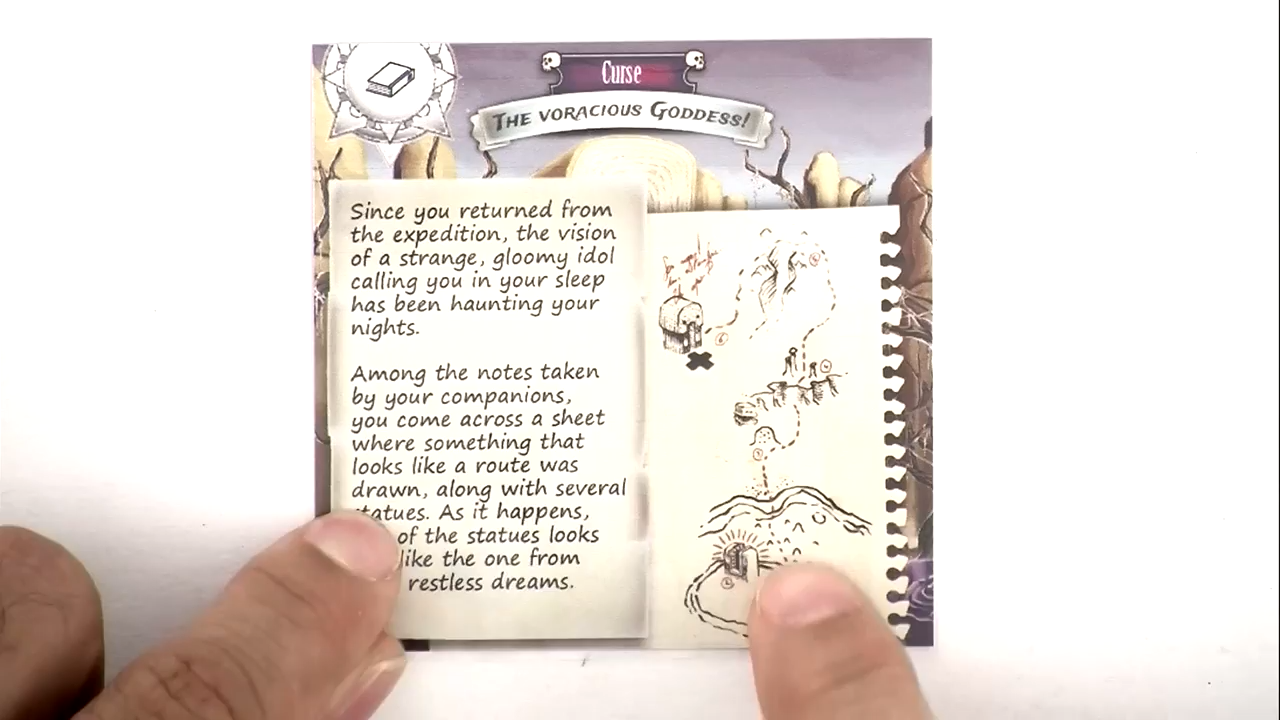 Curse
THE VORACIOUS GODDESS!
Since you returned from
the expedition, the vision
of a strange, gloomy idol
calling you in your sleep
has been haunting your
nights.
Among the notes taken
by your companions,
you come across a sheet
where something that
looks like a route was
drawn, along with several
statues. As it happens,
of the statues looks
like the one from
restless dreams.